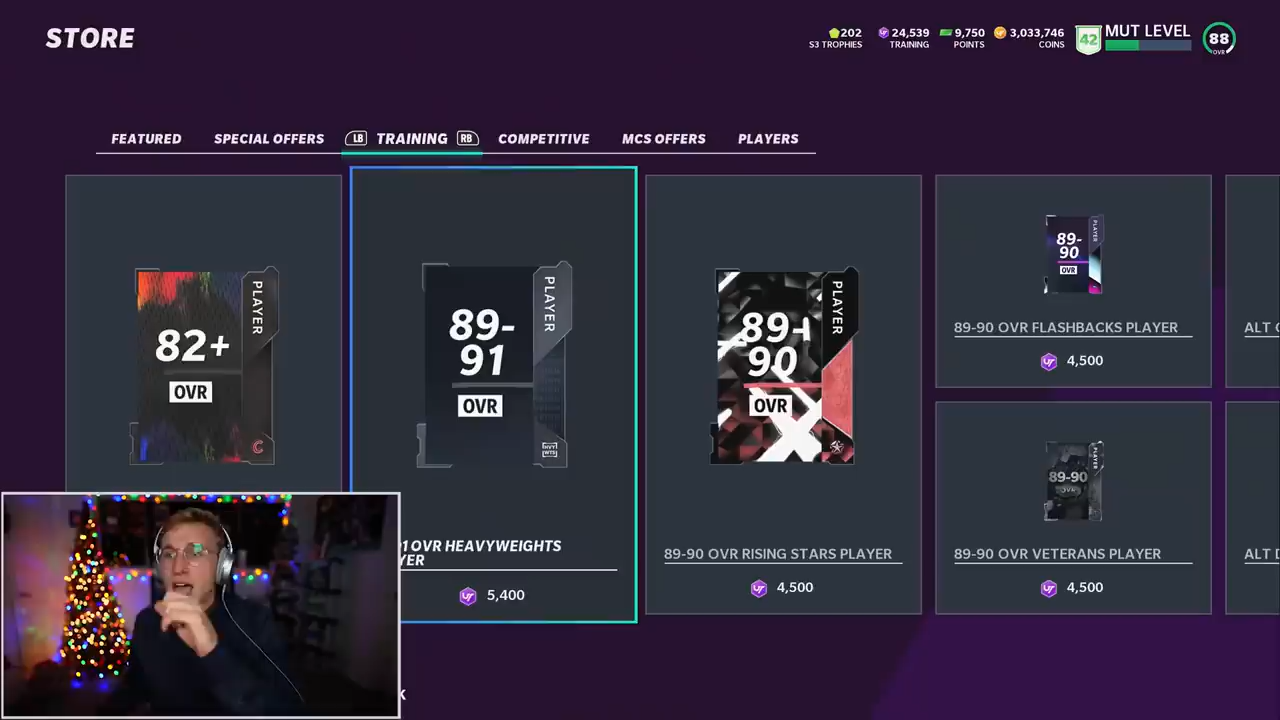 STORE
202
S3 TROPHIES
24,539
TRAINING
9,750
POINTS
3,033,746
COINS
42
MUT LEVEL
88
OVR
FEATURED
SPECIAL OFFERS
LB
TRAINING
RB
COMPETITIVE
MCS OFFERS
PLAYERS
82+
OVR
PLAYER
C
89-
91
OVR
PLAYER
HVY
WTS
1 OVR HEAVYWEIGHTS
YER
5,400
89-
90
OVR
PLAYER
89-90 OVR RISING STARS PLAYER
4,500
89-
90
OVR
PLAYER
89-90 OVR FLASHBACKS PLAYER
4,500
89-90
OVR
PLAYER
89-90 OVR VETERANS PLAYER
4,500
ALT
ALT
K